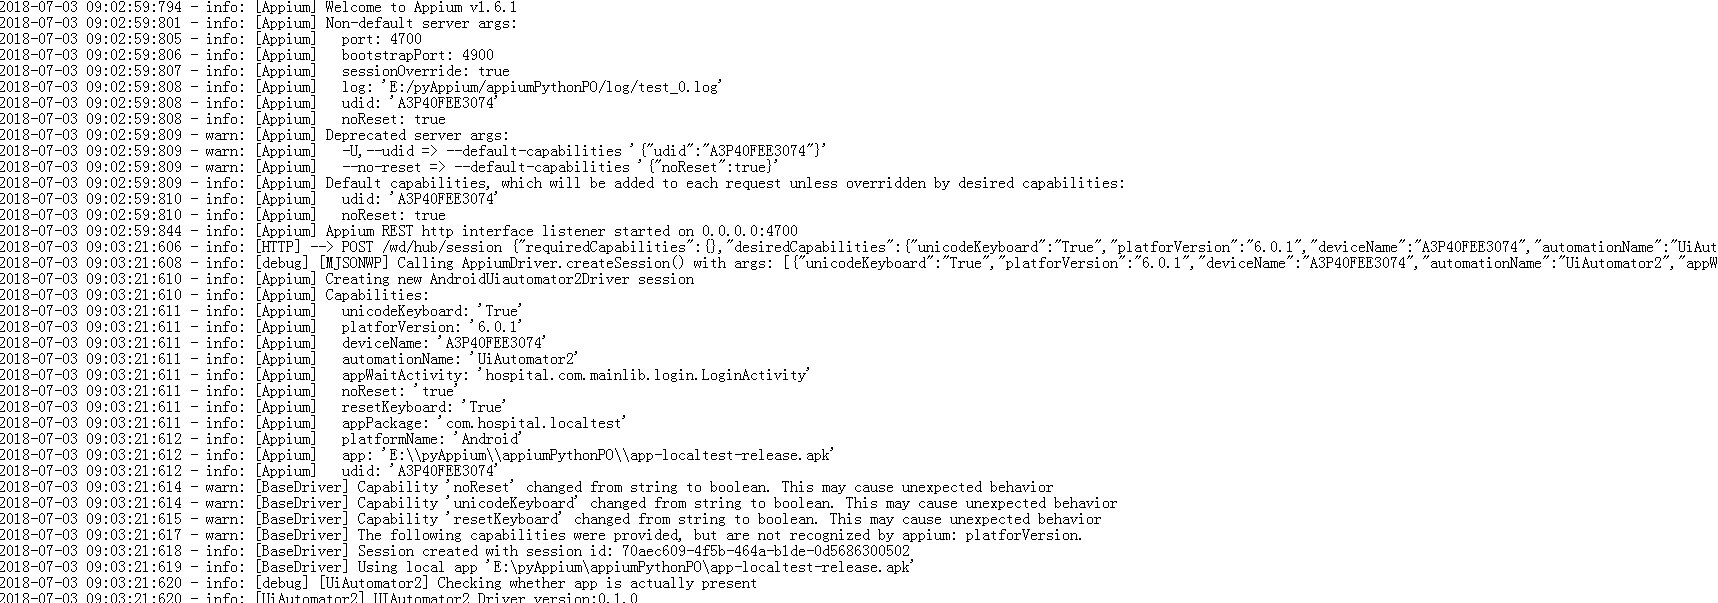 2018-07-03 09:02:59:794 - info: [Appium] Welcome to Appium v1.6.1
2018-07-03 09:02:59:801 - info: [Appium] Non-default server args:
2018-07-03 09:02:59:805 - info: [Appium]   port: 4700
2018-07-03 09:02:59:806 - info: [Appium]   bootstrapPort: 4900
2018-07-03 09:02:59:807 - info: [Appium]   sessionOverride: true
2018-07-03 09:02:59:808 - info: [Appium]   log: 'E:/pyAppium/appiumPythonPO/log/test_0.log'
2018-07-03 09:02:59:808 - info: [Appium]   udid: 'A3P40FEE3074'
2018-07-03 09:02:59:808 - info: [Appium]   noReset: true
2018-07-03 09:02:59:809 - warn: [Appium] Deprecated server args:
2018-07-03 09:02:59:809 - warn: [Appium]   -U,--udid => --default-capabilities '{"udid":"A3P40FEE3074"}'
2018-07-03 09:02:59:809 - warn: [Appium]   --no-reset => --default-capabilities '{"noReset":true}'
2018-07-03 09:02:59:809 - info: [Appium] Default capabilities, which will be added to each request unless overridden by desired capabilities:
2018-07-03 09:02:59:810 - info: [Appium]   udid: 'A3P40FEE3074'
2018-07-03 09:02:59:810 - info: [Appium]   noReset: true
2018-07-03 09:02:59:844 - info: [Appium] Appium REST http interface listener started on 0.0.0.0:4700
2018-07-03 09:03:21:606 - info: [HTTP] --> POST /wd/hub/session {"requiredCapabilities":{},"desiredCapabilities":{"unicodeKeyboard":"True","platforVersion":"6.0.1","deviceName":"A3P40FEE3074","automationName":"UiAut
2018-07-03 09:03:21:608 - info: [debug] [MJSONWP] Calling AppiumDriver.createSession() with args: [{"unicodeKeyboard":"True","platforVersion":"6.0.1","deviceName":"A3P40FEE3074","automationName":"UiAutomator2","appW
2018-07-03 09:03:21:610 - info: [Appium] Creating new AndroidUiautomator2Driver session
2018-07-03 09:03:21:610 - info: [Appium] Capabilities:
2018-07-03 09:03:21:611 - info: [Appium]   unicodeKeyboard: 'True'
2018-07-03 09:03:21:611 - info: [Appium]   platforVersion: '6.0.1'
2018-07-03 09:03:21:611 - info: [Appium]   deviceName: 'A3P40FEE3074'
2018-07-03 09:03:21:611 - info: [Appium]   automationName: 'UiAutomator2'
2018-07-03 09:03:21:611 - info: [Appium]   appWaitActivity: 'hospital.com.mainlib.login.LoginActivity'
2018-07-03 09:03:21:611 - info: [Appium]   noReset: 'true'
2018-07-03 09:03:21:611 - info: [Appium]   resetKeyboard: 'True'
2018-07-03 09:03:21:611 - info: [Appium]   appPackage: 'com.hospital.localtest'
2018-07-03 09:03:21:612 - info: [Appium]   platformName: 'Android'
2018-07-03 09:03:21:612 - info: [Appium]   app: 'E:\\pyAppium\\appiumPythonPO\\app-localtest-release.apk'
2018-07-03 09:03:21:612 - info: [Appium]   udid: 'A3P40FEE3074'
2018-07-03 09:03:21:614 - warn: [BaseDriver] Capability 'noReset' changed from string to boolean. This may cause unexpected behavior
2018-07-03 09:03:21:614 - warn: [BaseDriver] Capability 'unicodeKeyboard' changed from string to boolean. This may cause unexpected behavior
2018-07-03 09:03:21:615 - warn: [BaseDriver] Capability 'resetKeyboard' changed from string to boolean. This may cause unexpected behavior
2018-07-03 09:03:21:617 - warn: [BaseDriver] The following capabilities were provided, but are not recognized by appium: platforVersion.
2018-07-03 09:03:21:618 - info: [BaseDriver] Session created with session id: 70aec609-4f5b-464a-b1de-0d5686300502
2018-07-03 09:03:21:619 - info: [BaseDriver] Using local app 'E:\pyAppium\appiumPythonPO\app-localtest-release.apk'
2018-07-03 09:03:21:620 - info: [debug] [UiAutomator2] Checking whether app is actually present
2018-07-03 09:03:21:620 - info: [UiAutomator2] UIAutomator2 Driver version:0.1.0